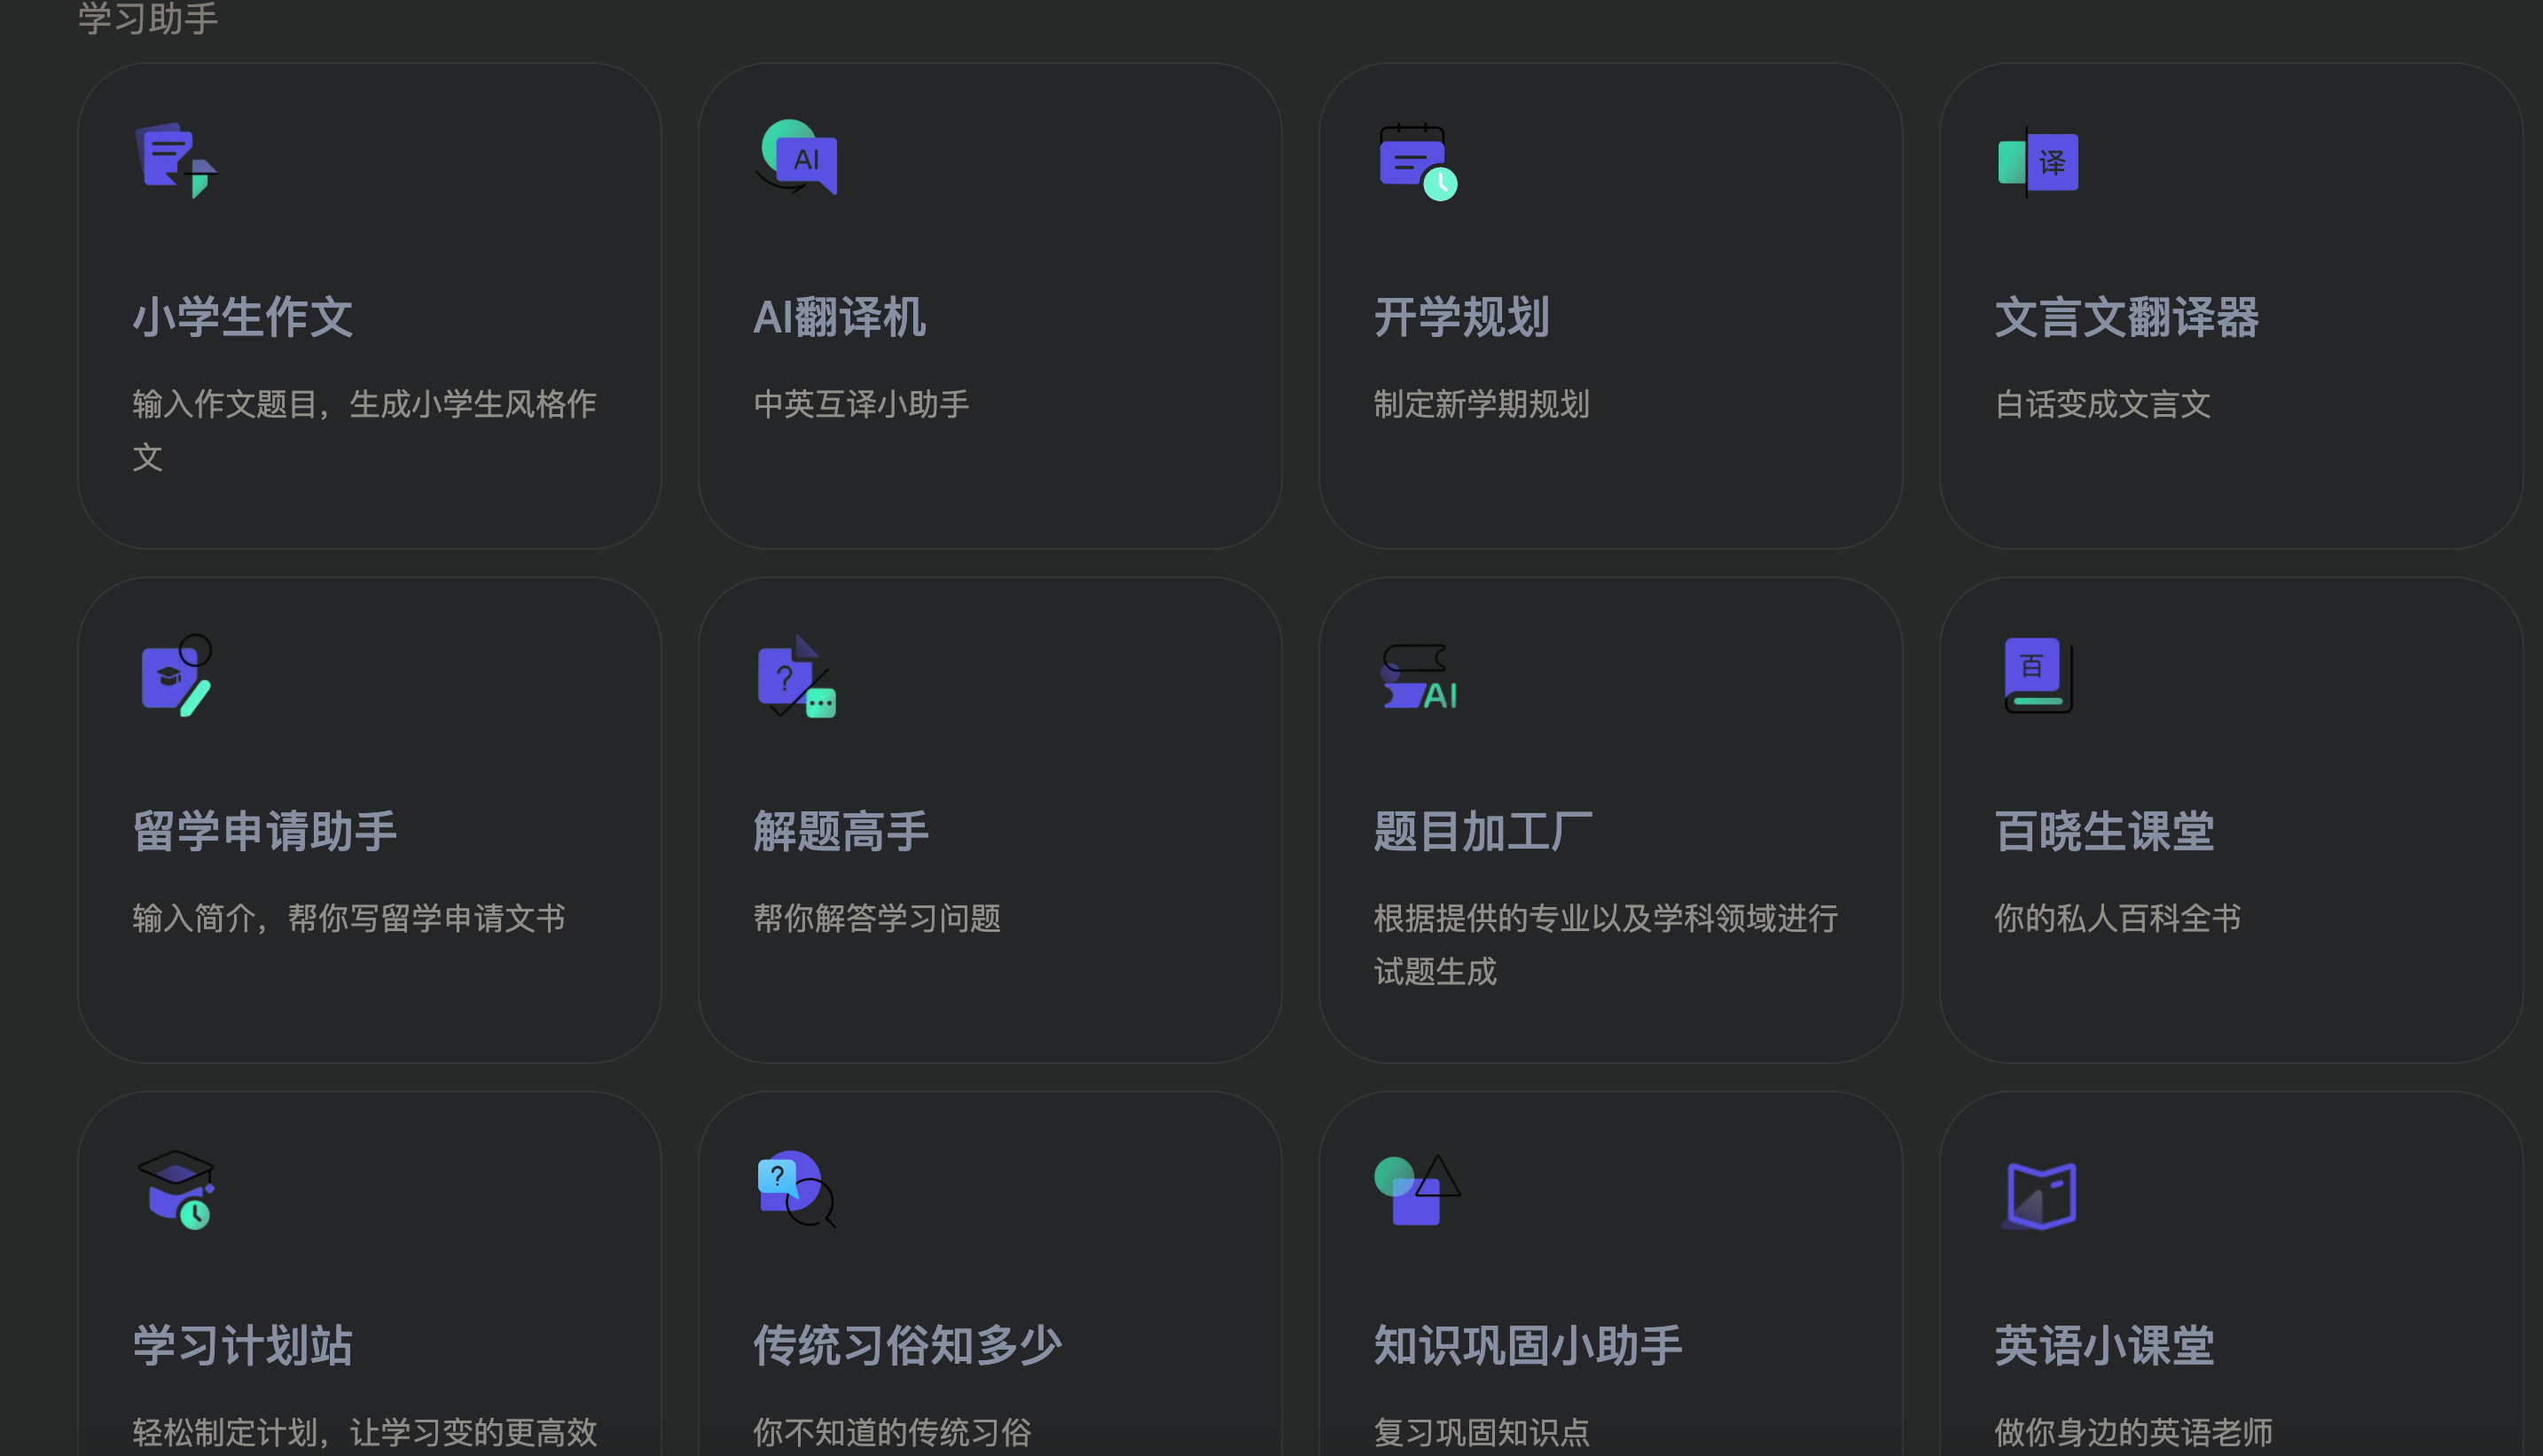 学习助手
AI
译
小学生作文
AI翻译机
开学规划
文言文翻译器
输入作文题目，生成小学生风格作
文
中英互译小助手
制定新学期规划
白话变成文言文
?
AI
百
留学申请助手
解题高手
题目加工厂
百晓生课堂
输入简介，帮你写留学申请文书
帮你解答学习问题
根据提供的专业以及学科领域进行
试题生成
你的私人百科全书
?
学习计划站
传统习俗知多少
知识巩固小助手
英语小课堂
轻松制定计划，让学习变的更高效
你不知道的传统习俗
复习巩固知识点
做你身边的英语老师